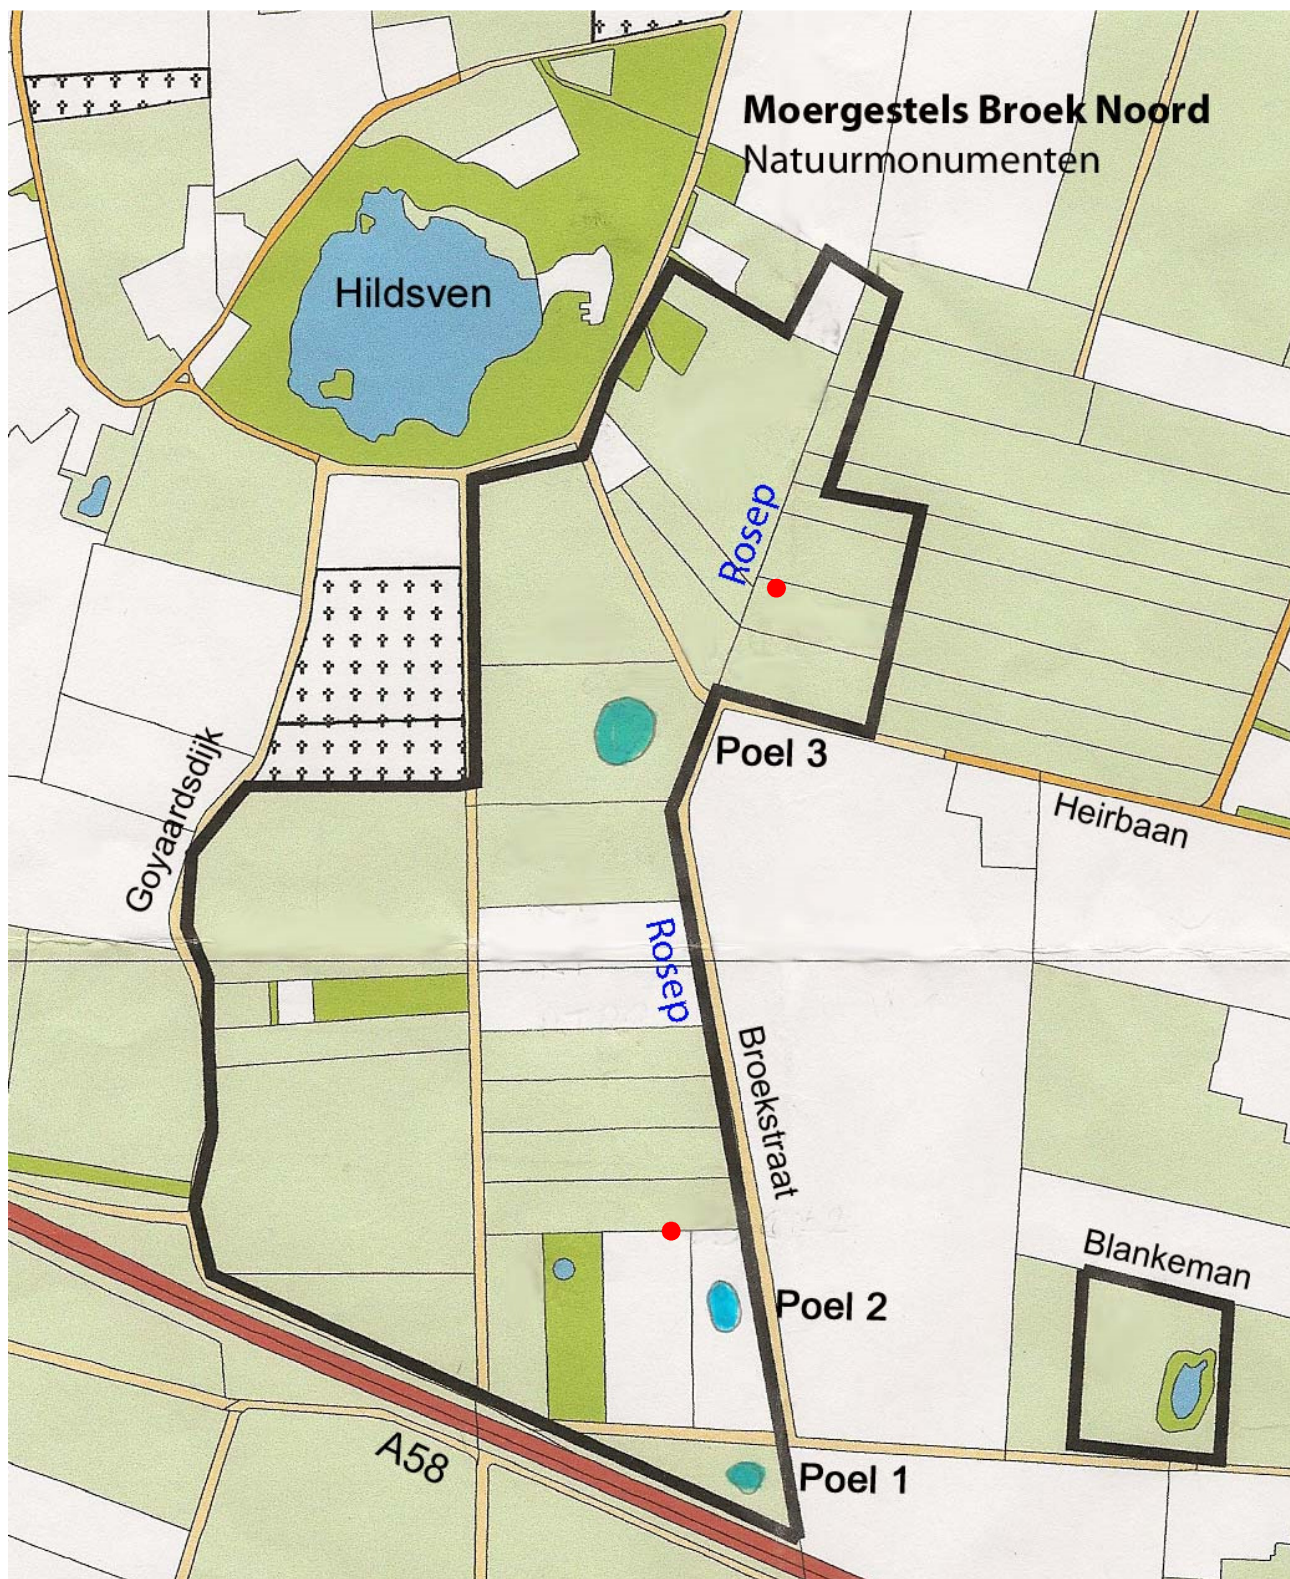 Moergestels Broek Noord
Natuurmonumenten
Hildsven
Rosep
Poel 3
Goyaardsdijk
Heirbaan
Rosep
Broekstraat
Blankeman
Poel 2
A58
Poel 1